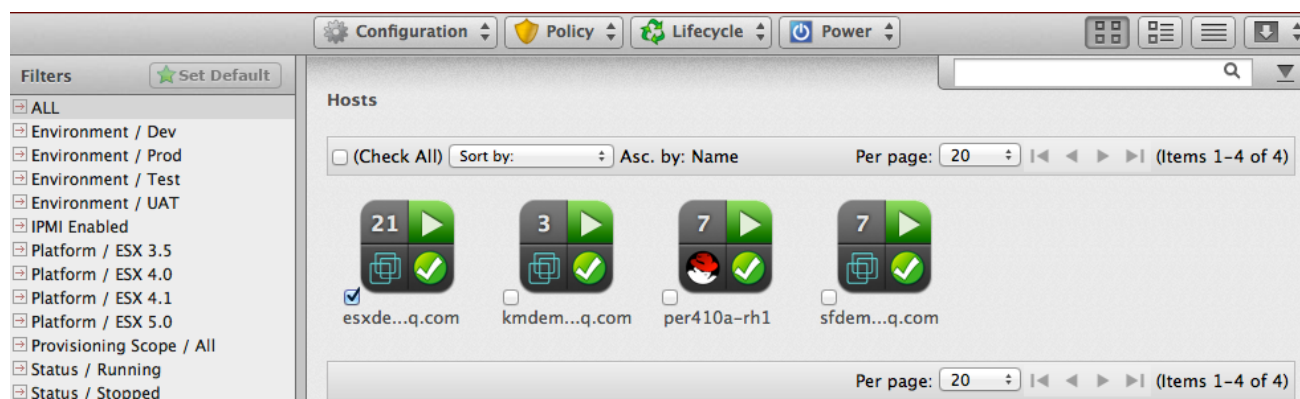 Configuration Policy Lifecycle Power
Filters Set Default
ALL
Environment / Dev
Environment / Prod
Environment / Test
Environment / UAT
IPMI Enabled
Platform / ESX 3.5
Platform / ESX 4.0
Platform / ESX 4.1
Platform / ESX 5.0
Provisioning Scope / All
Status / Running
Status / Stopped
Hosts
(Check All) Sort by: Asc. by: Name Per page: 20 (Items 1-4 of 4)
21 3 7 7
esxde...q.com kmdem...q.com per410a-rh1 sfdem...q.com
Per page: 20 (Items 1-4 of 4)